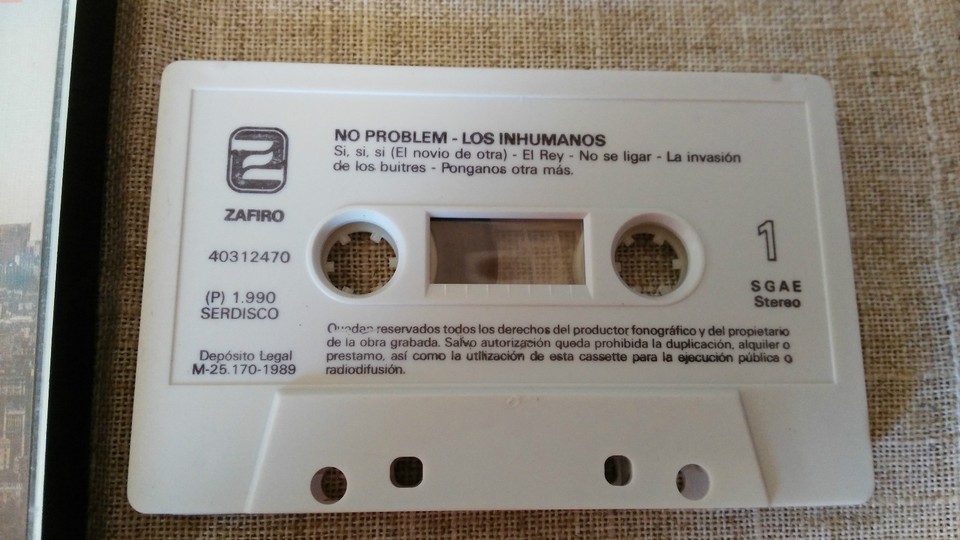 NO PROBLEM - LOS INHUMANOS
Si, si, si (El novio de otra) - El Rey - No se ligar - La invasión
de los buitres - Ponganos otra más.
ZAFIRO
40312470
(P) 1.990
SERDISCO
Depósito Legal
M-25.170-1989
1
SGAE
Stereo
Quedan reservados todos los derechos del productor fonográfico y del propietario
de la obra grabada. Salvo autorización queda prohibida la duplicación, alquiler o
prestamo, así como la utilización de esta cassette para la ejecución pública o
radiodifusión.